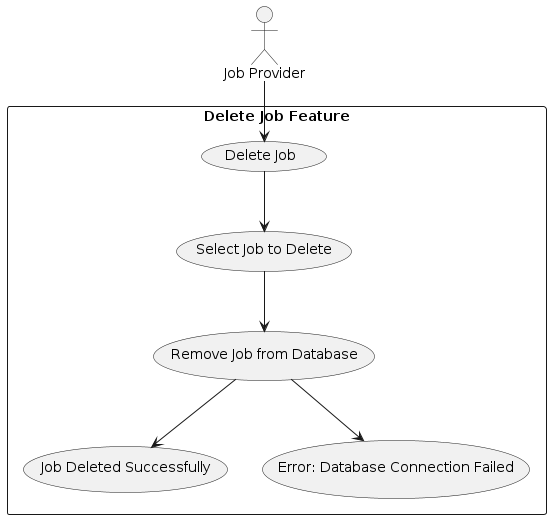 Job Provider
Delete Job Feature
Delete Job
Select Job to Delete
Remove Job from Database
Job Deleted Successfully
Error: Database Connection Failed